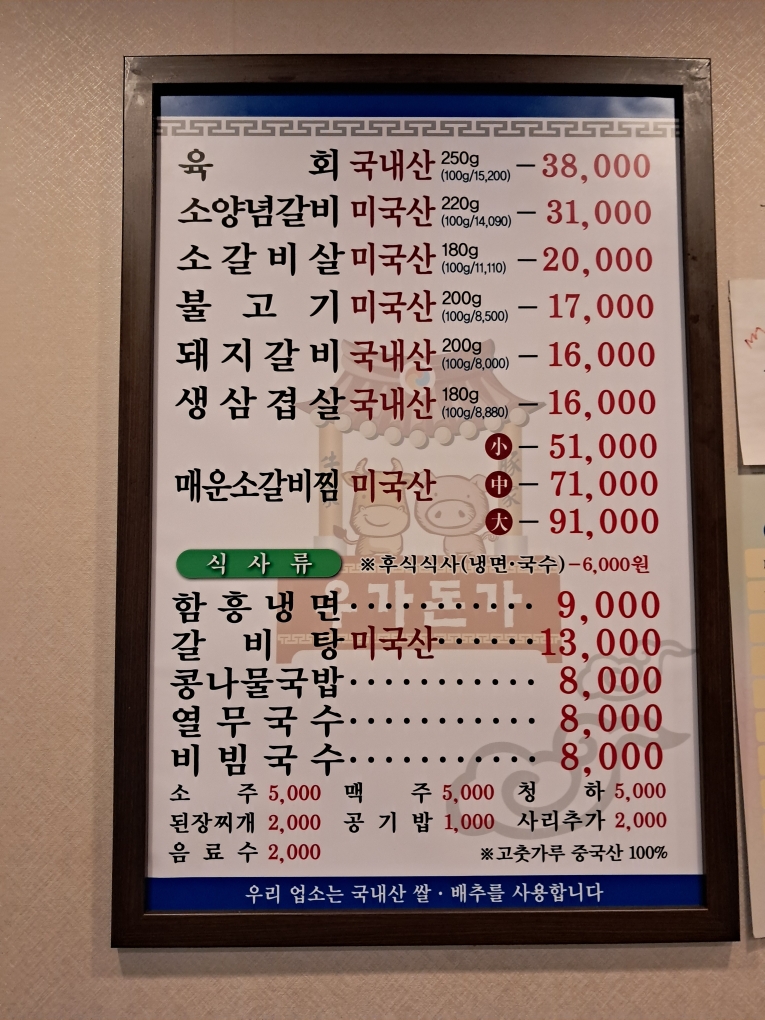 육회 국내산 250g (100g/15,200) - 38,000
소양념갈비 미국산 220g (100g/14,090) - 31,000
소갈비살 미국산 180g (100g/11,110) - 20,000
불고기 미국산 200g (100g/8,500) - 17,000
돼지갈비 국내산 200g (100g/8,000) - 16,000
생삼겹살 국내산 180g (100g/8,880) - 16,000
小 - 51,000
매운소갈비찜 미국산 中 - 71,000
大 - 91,000
식사류 ※후식식사(냉면·국수)-6,000원
우가돈가
함흥냉면··········· 9,000
갈비탕 미국산······13,000
콩나물국밥··········· 8,000
열무국수··········· 8,000
비빔국수··········· 8,000
소주 5,000 맥주 5,000 청하 5,000
된장찌개 2,000 공기밥 1,000 사리추가 2,000
음료수 2,000 ※고춧가루 중국산 100%
우리 업소는 국내산 쌀·배추를 사용합니다